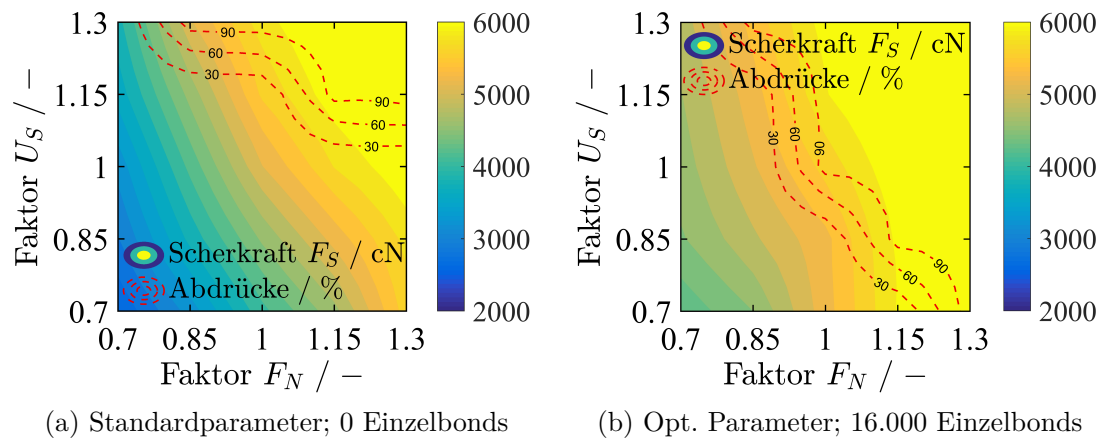 1.3
1.15
1
0.85
0.7
Faktor U_S / −
90
60
30
90
60
30
Scherkraft F_S / cN
Abdrücke / %
0.7 0.85 1 1.15 1.3
Faktor F_N / −
6000
5000
4000
3000
2000
(a) Standardparameter; 0 Einzelbonds
1.3
1.15
1
0.85
0.7
Faktor U_S / −
Scherkraft F_S / cN
Abdrücke / %
30
60
90
30
60
90
0.7 0.85 1 1.15 1.3
Faktor F_N / −
6000
5000
4000
3000
2000
(b) Opt. Parameter; 16.000 Einzelbonds